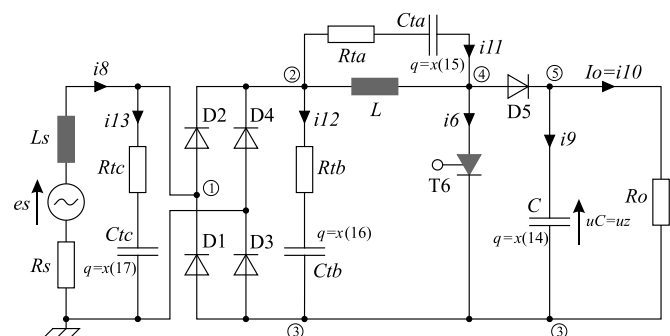 Cta
i11
Rta
q=x(15)
i8
②
④
⑤
Io=i10
D2
D4
L
D5
i13
i12
i6
i9
Ls
Rtc
Rtb
T6
Ro
es
①
C
uC=uz
Ctc
q=x(16)
q=x(14)
D1
D3
Rs
q=x(17)
Ctb
③
③